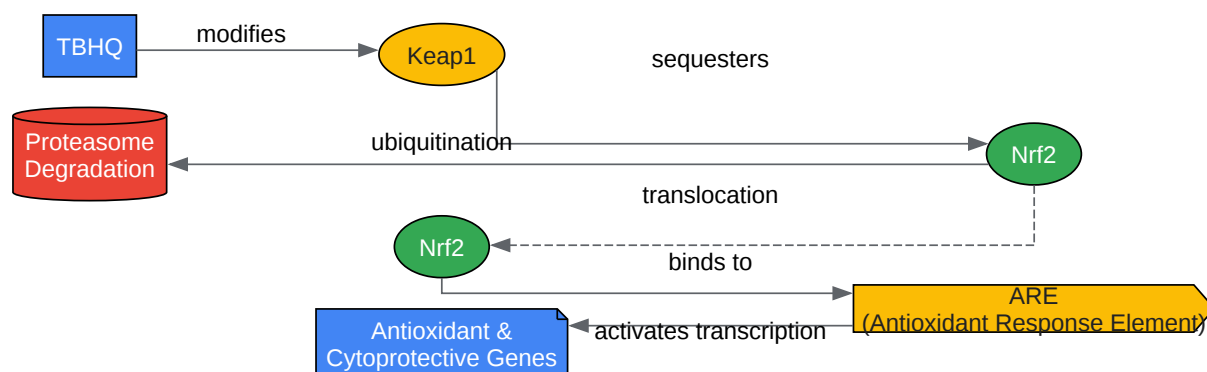 TBHQ
modifies
Keap1
sequesters
Proteasome
Degradation
ubiquitination
Nrf2
translocation
Nrf2
binds to
ARE
(Antioxidant Response Element)
Antioxidant &
Cytoprotective Genes
activates transcription